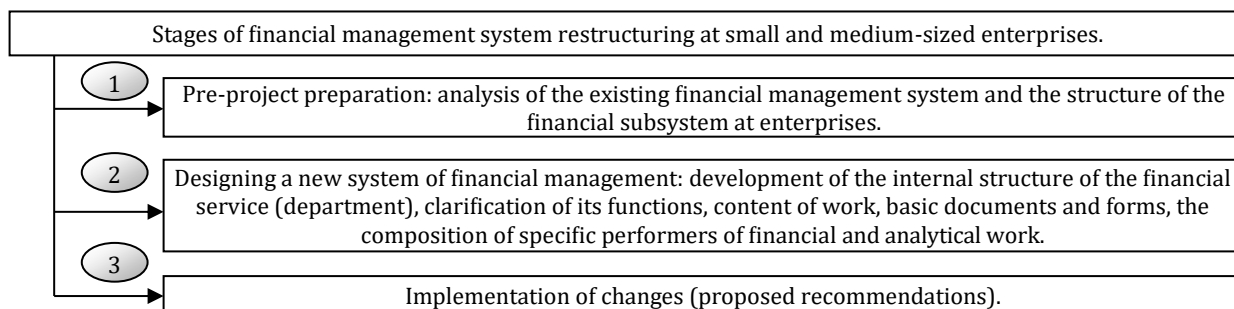 Stages of financial management system restructuring at small and medium-sized enterprises.
1
Pre-project preparation: analysis of the existing financial management system and the structure of the
financial subsystem at enterprises.
2
Designing a new system of financial management: development of the internal structure of the financial
service (department), clarification of its functions, content of work, basic documents and forms, the
composition of specific performers of financial and analytical work.
3
Implementation of changes (proposed recommendations).